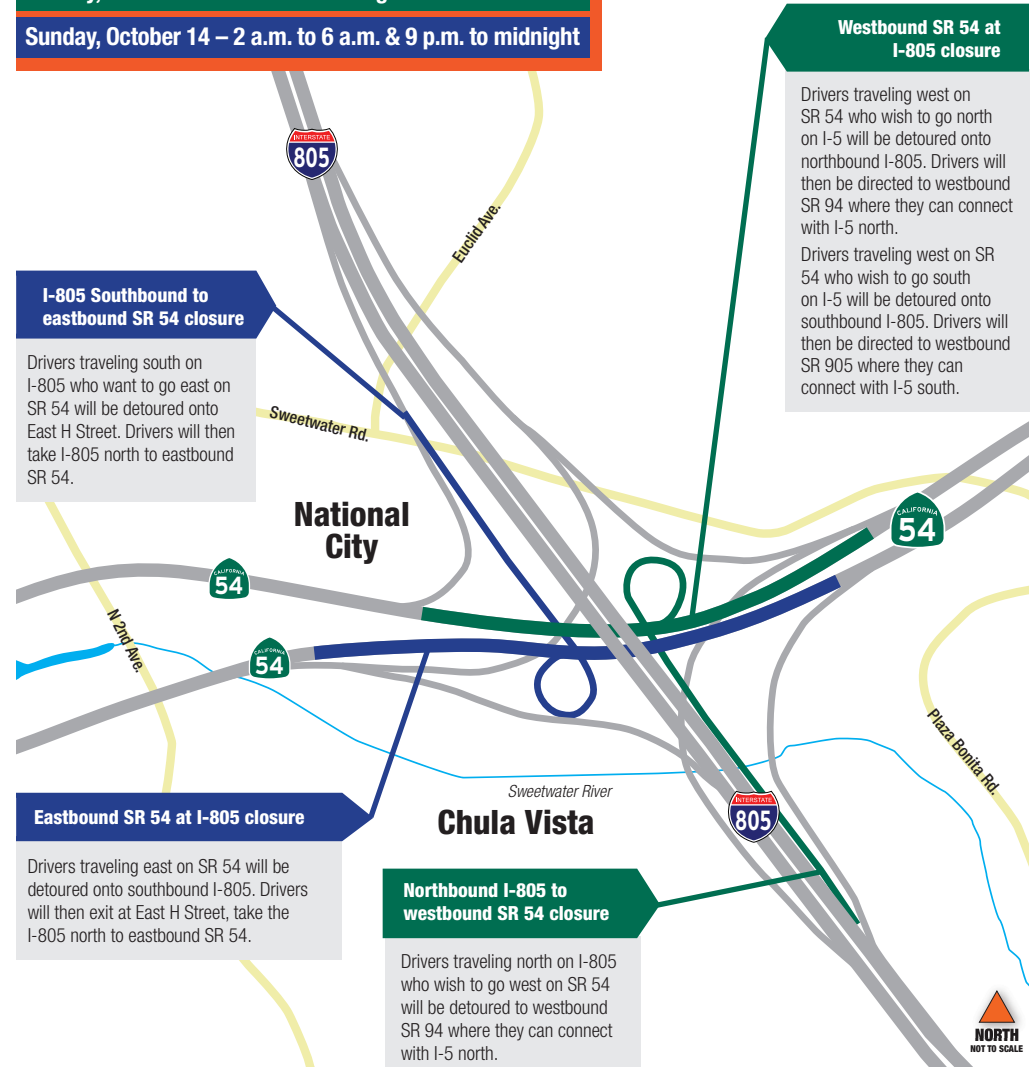 Sunday, October 14 – 2 a.m. to 6 a.m. & 9 p.m. to midnight
Westbound SR 54 at
I-805 closure
Drivers traveling west on
SR 54 who wish to go north
on I-5 will be detoured onto
northbound I-805. Drivers will
then be directed to westbound
SR 94 where they can connect
with I-5 north.
Drivers traveling west on SR
54 who wish to go south
on I-5 will be detoured onto
southbound I-805. Drivers will
then be directed to westbound
SR 905 where they can
connect with I-5 south.
INTERSTATE
805
Euclid Ave.
I-805 Southbound to
eastbound SR 54 closure
Drivers traveling south on
I-805 who want to go east on
SR 54 will be detoured onto
East H Street. Drivers will then
take I-805 north to eastbound
SR 54.
Sweetwater Rd.
National
City
CALIFORNIA
54
CALIFORNIA
54
CALIFORNIA
54
N 2nd Ave.
Plaza Bonita Rd.
Sweetwater River
Chula Vista
INTERSTATE
805
Eastbound SR 54 at I-805 closure
Drivers traveling east on SR 54 will be
detoured onto southbound I-805. Drivers
will then exit at East H Street, take the
I-805 north to eastbound SR 54.
Northbound I-805 to
westbound SR 54 closure
Drivers traveling north on I-805
who wish to go west on SR 54
will be detoured to westbound
SR 94 where they can connect
with I-5 north.
NORTH
NOT TO SCALE